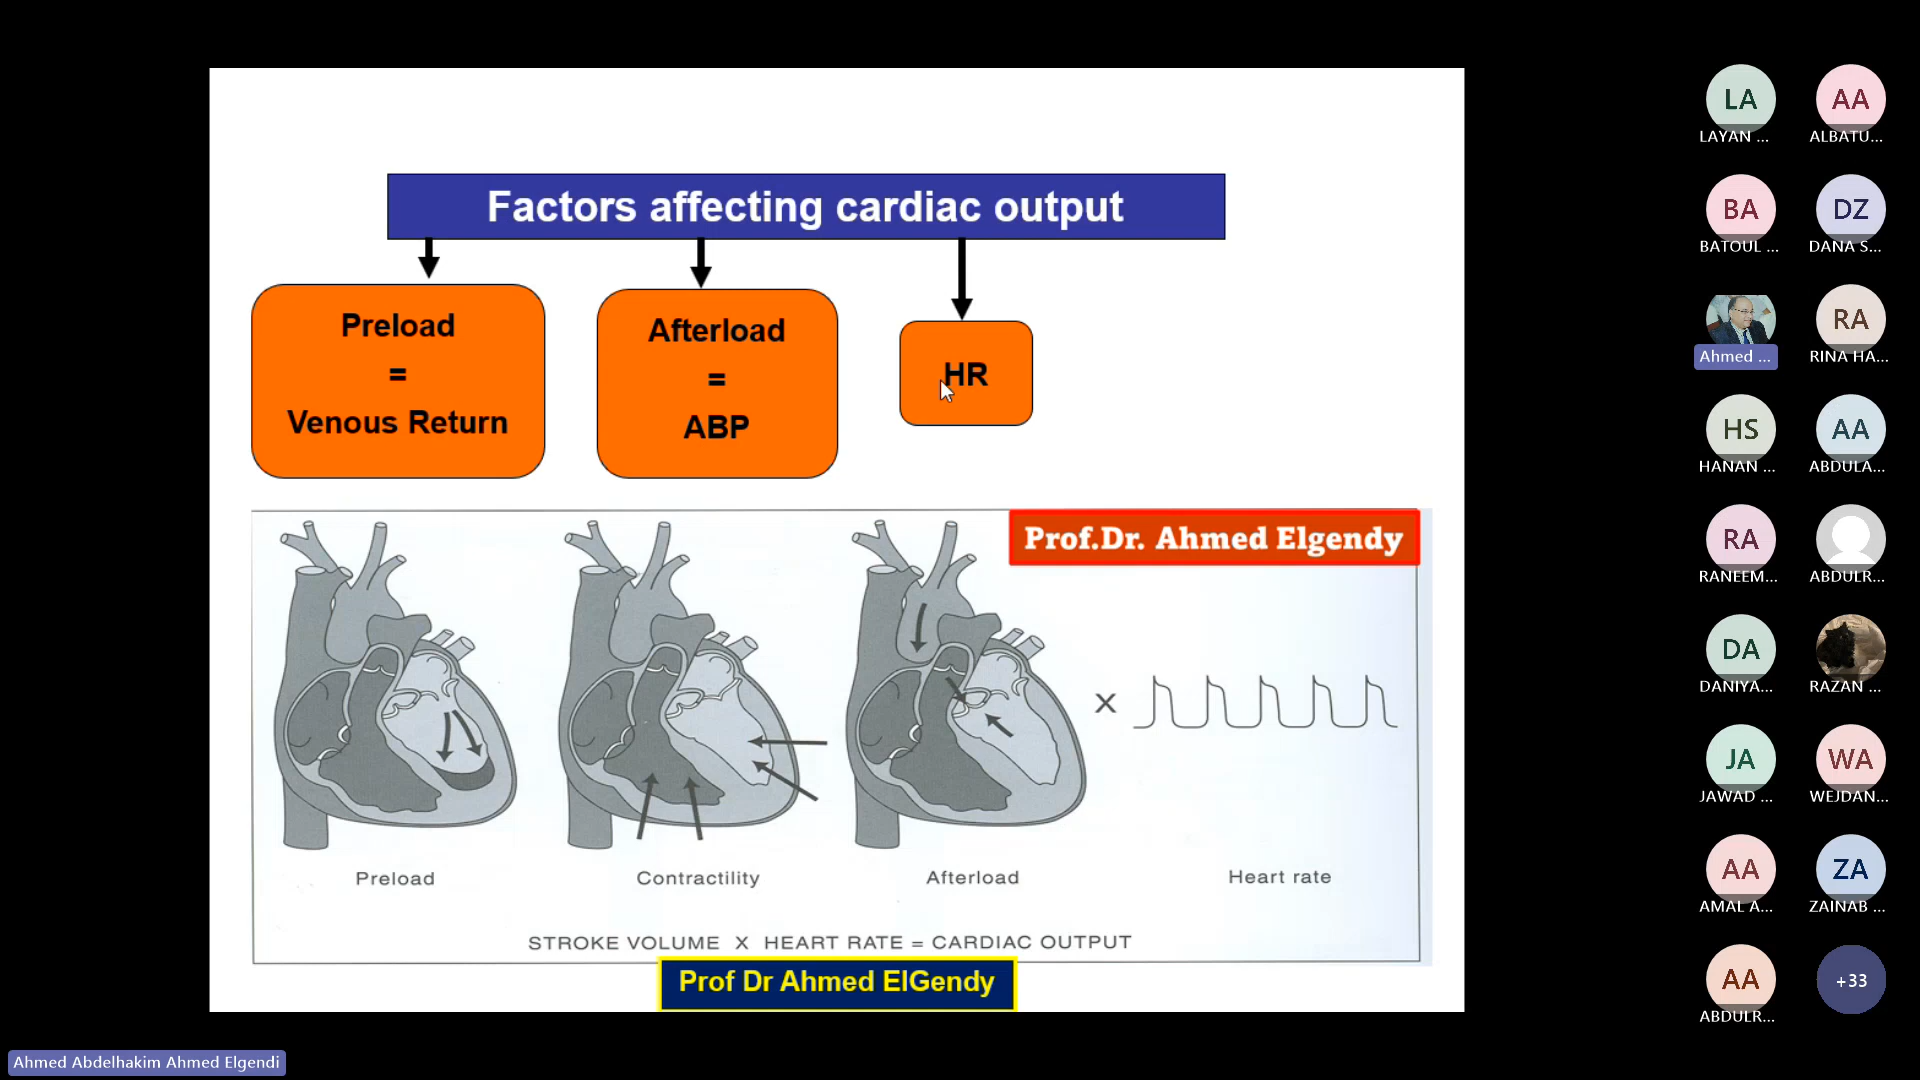 Factors affecting cardiac output
Preload
=
Venous Return
Afterload
=
ABP
HR
Prof.Dr. Ahmed Elgendy
X
Preload
Contractility
Afterload
Heart rate
STROKE VOLUME X HEART RATE = CARDIAC OUTPUT
Prof Dr Ahmed ElGendy
Ahmed Abdelhakim Ahmed Elgendi
LA
LAYAN ...
AA
ALBATU...
BA
BATOUL ...
DZ
DANA S...
Ahmed ...
RA
RINA HA...
HS
HANAN ...
AA
ABDULA...
RA
RANEEM...
ABDULR...
DA
DANIYA...
RAZAN ...
JA
JAWAD ...
WA
WEJDAN...
AA
AMAL A...
ZA
ZAINAB ...
AA
ABDULR...
+33